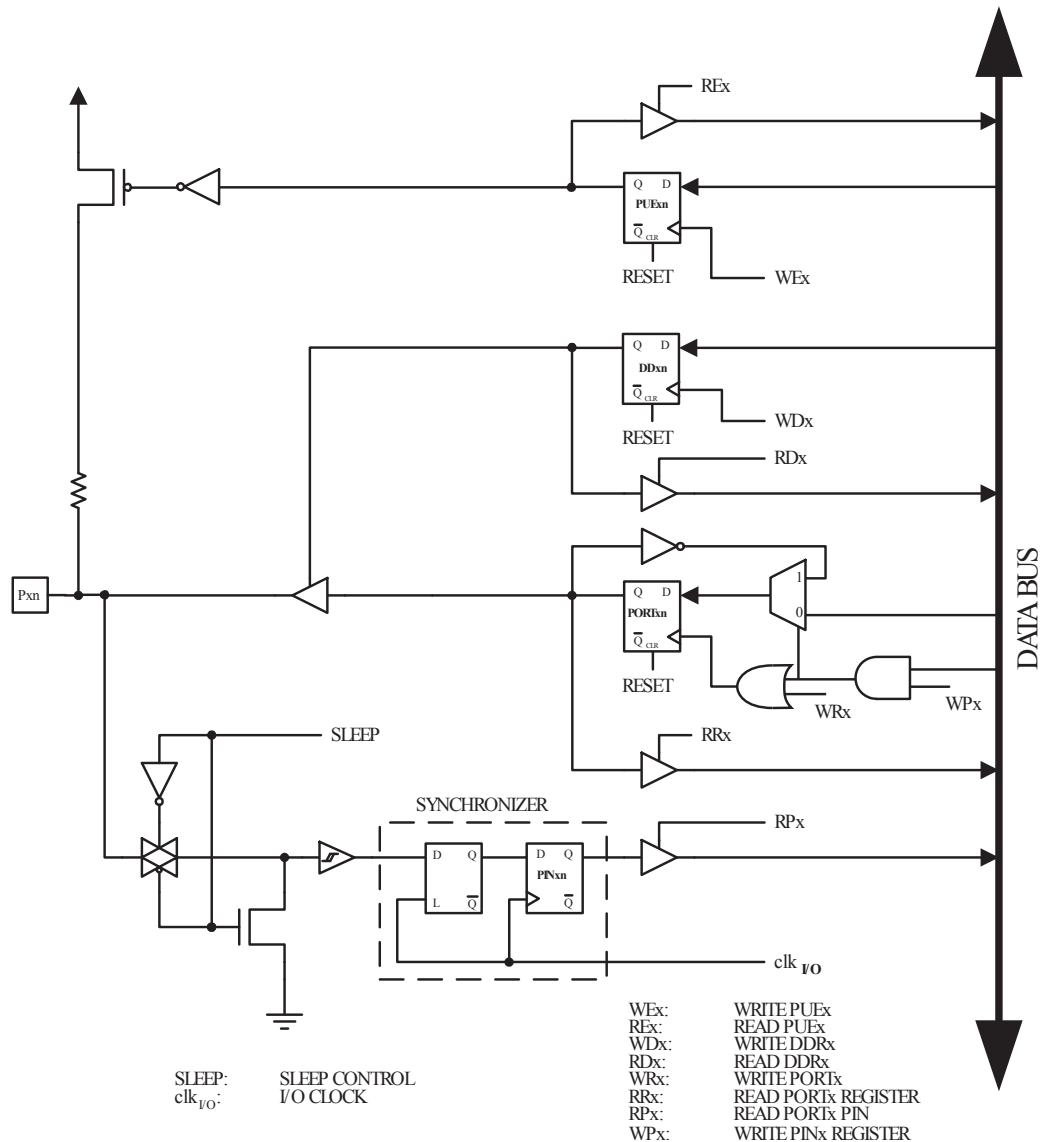 REx
Q D
PUExn
Q CLR
RESET
WEx
Q D
DDxn
Q CLR
RESET
WDx
RDx
1
Pxn
Q D
0
PORTxn
Q CLR
RESET
WRx
WPx
DATA BUS
SLEEP
RRx
SYNCHRONIZER
RPx
D Q
D Q
PINxn
L Q
Q
clk I/O
WEx: WRITE PUEx
REx: READ PUEx
WDx: WRITE DDRx
RDx: READ DDRx
WRx: WRITE PORTx
RRx: READ PORTx REGISTER
RPx: READ PORTx PIN
WPx: WRITE PINx REGISTER
SLEEP: SLEEP CONTROL
clkI/O: I/O CLOCK